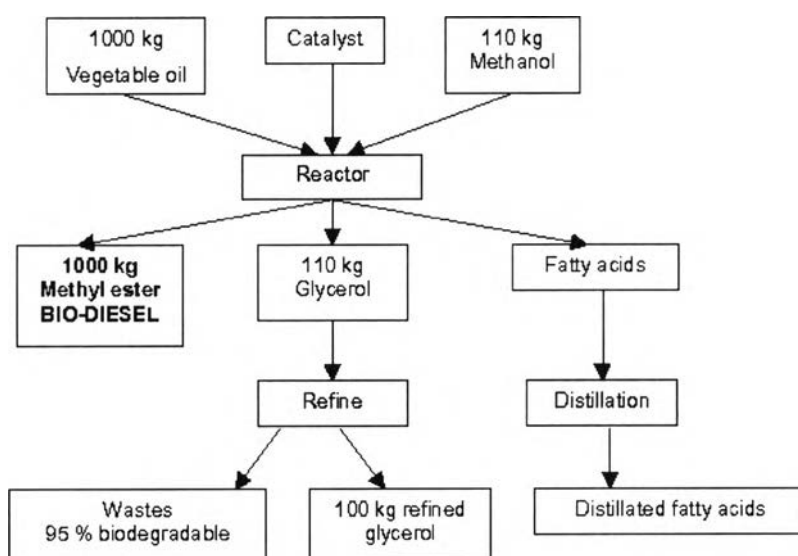 1000 kg
Vegetable oil
Catalyst
110 kg
Methanol
Reactor
1000 kg
Methyl ester
BIO-DIESEL
110 kg
Glycerol
Fatty acids
Refine
Distillation
Wastes
95 % biodegradable
100 kg refined
glycerol
Distillated fatty acids